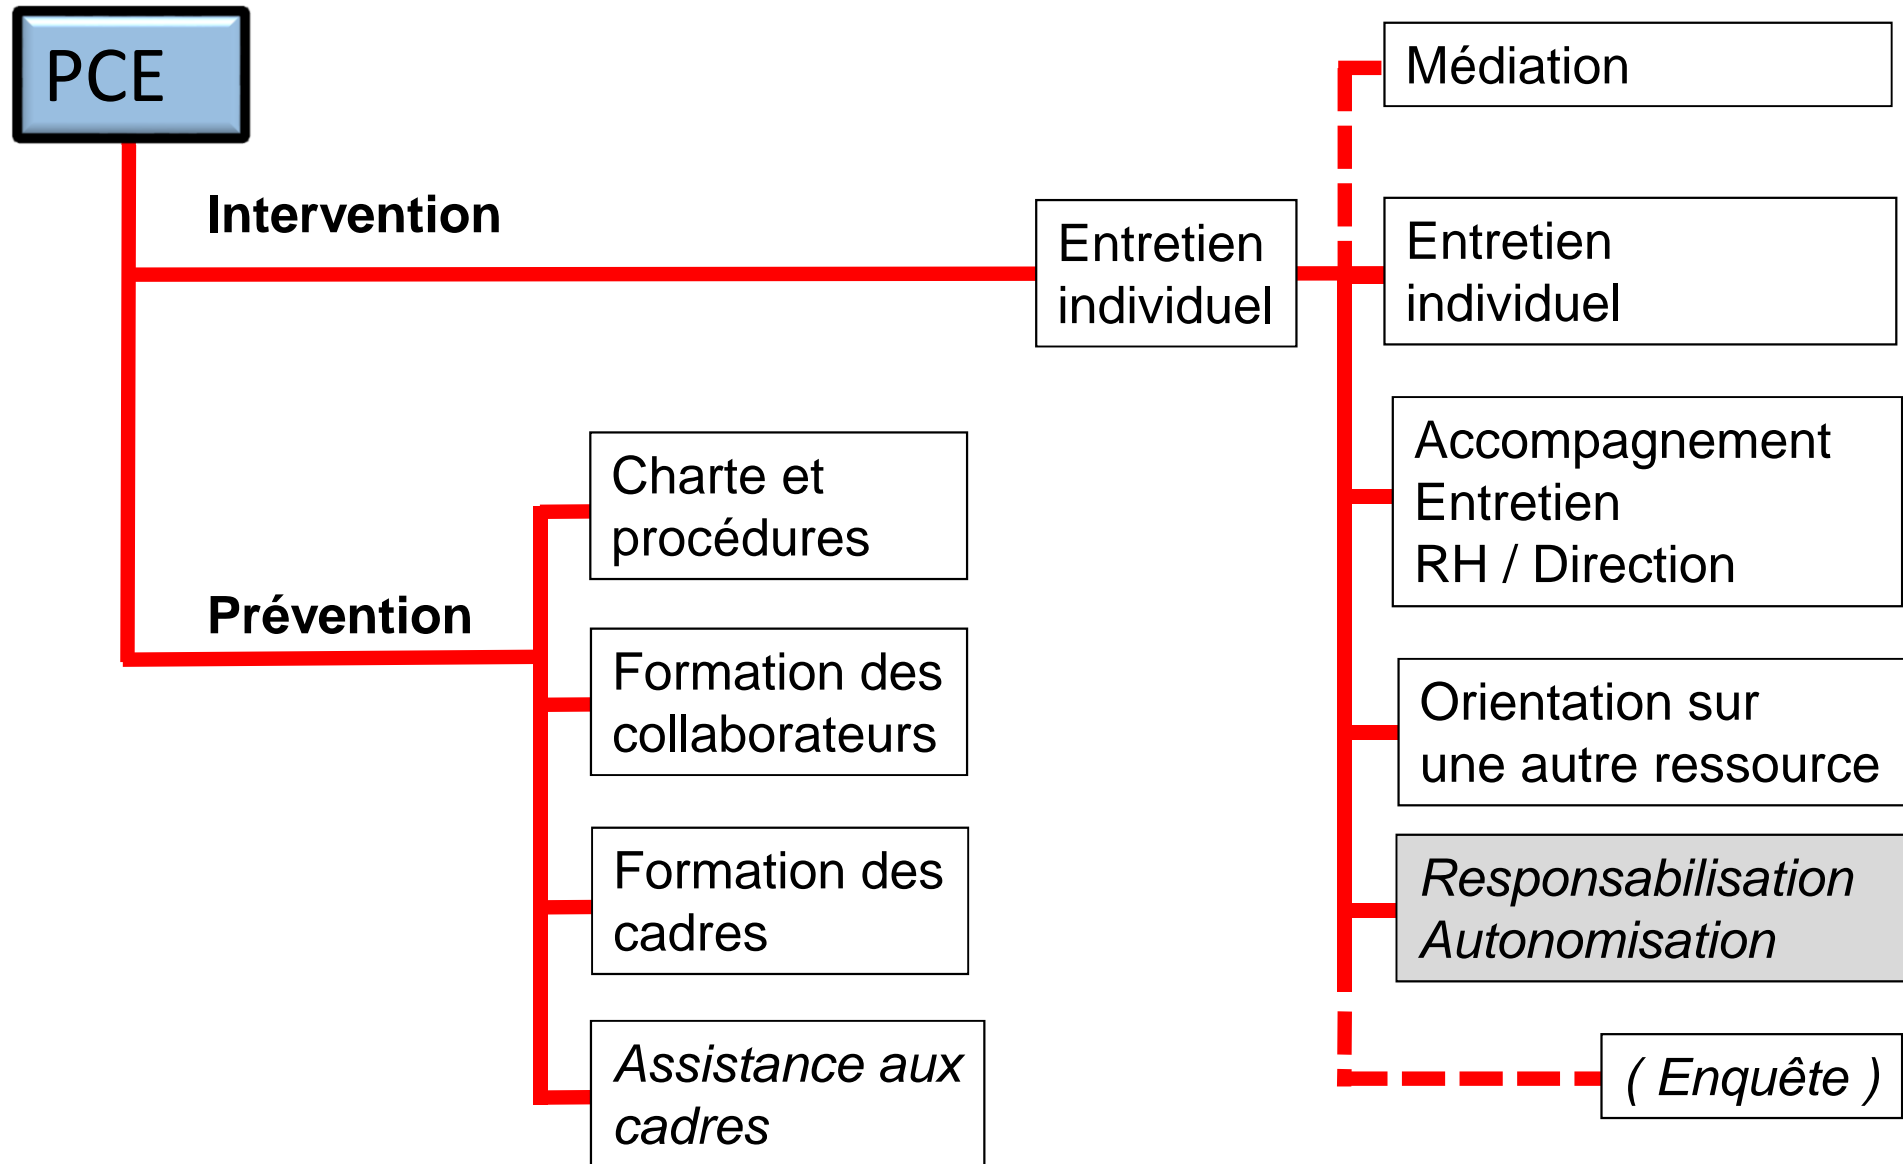 PCE
Intervention
Entretien
individuel
Médiation
Entretien
individuel
Accompagnement
Entretien
RH / Direction
Orientation sur
une autre ressource
Responsabilisation
Autonomisation
( Enquête )
Prévention
Charte et
procédures
Formation des
collaborateurs
Formation des
cadres
Assistance aux
cadres